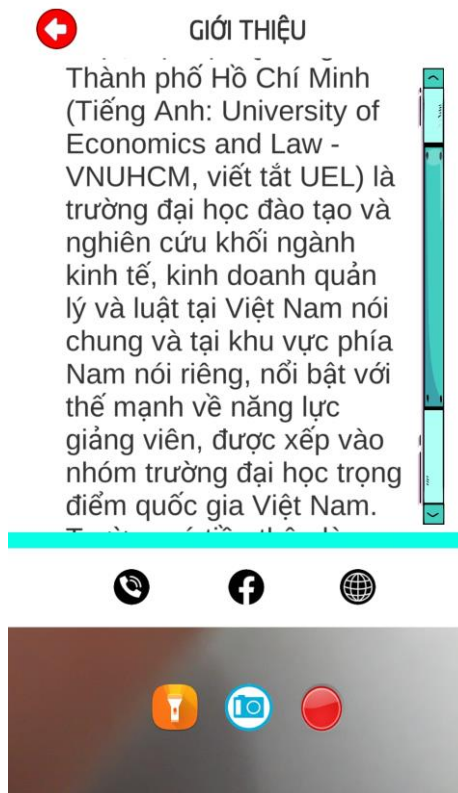 GIỚI THIỆU
Thành phố Hồ Chí Minh
(Tiếng Anh: University of
Economics and Law -
VNUHCM, viết tắt UEL) là
trường đại học đào tạo và
nghiên cứu khối ngành
kinh tế, kinh doanh quản
lý và luật tại Việt Nam nói
chung và tại khu vực phía
Nam nói riêng, nổi bật với
thế mạnh về năng lực
giảng viên, được xếp vào
nhóm trường đại học trọng
điểm quốc gia Việt Nam.